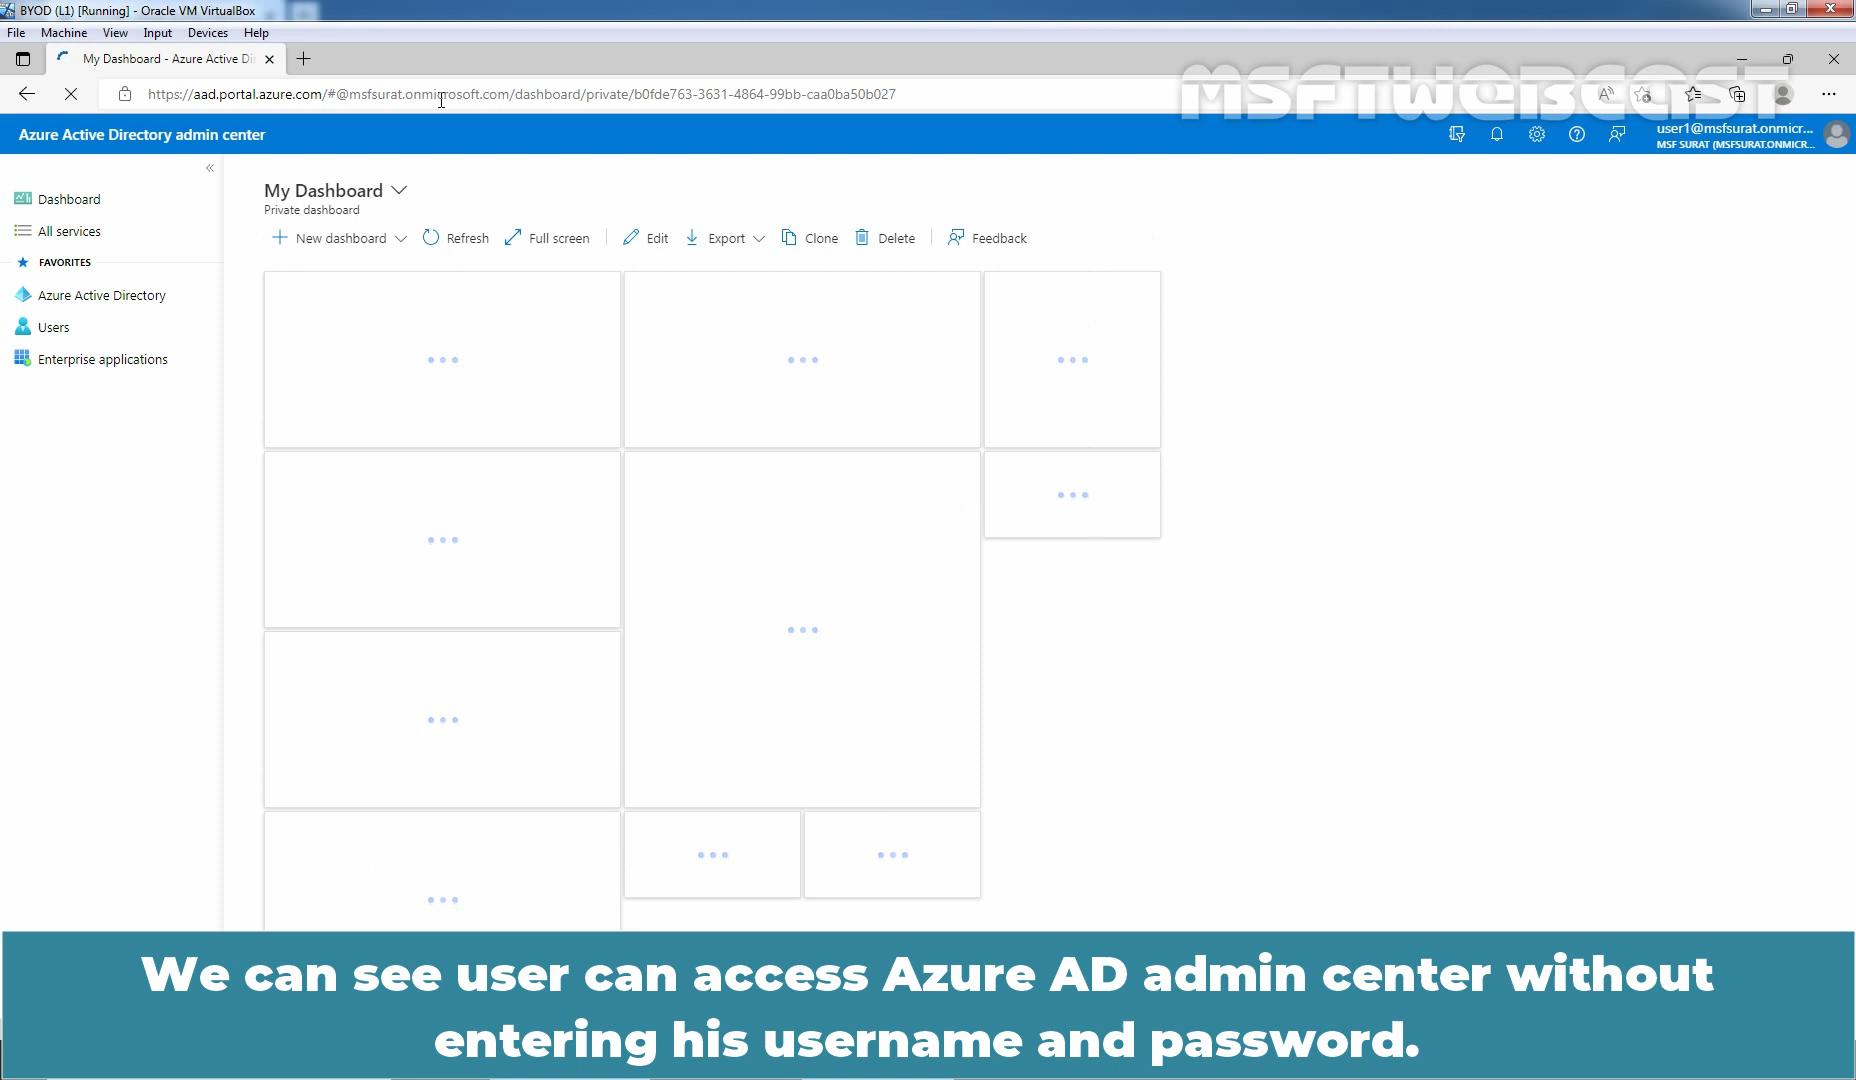 BYOD (L1) [Running] - Oracle VM VirtualBox
File Machine View Input Devices Help
My Dashboard - Azure Active Di
https://aad.portal.azure.com/#@msfsurat.onmicrosoft.com/dashboard/private/b0fde763-3631-4864-99bb-caa0ba50b027
MSFTWEBCAST
Azure Active Directory admin center
user1@msfsurat.onmicr...
MSF SURAT (MSFSURAT.ONMICR...
Dashboard
All services
FAVORITES
Azure Active Directory
Users
Enterprise applications
My Dashboard
Private dashboard
New dashboard Refresh Full screen Edit Export Clone Delete Feedback
We can see user can access Azure AD admin center without
entering his username and password.